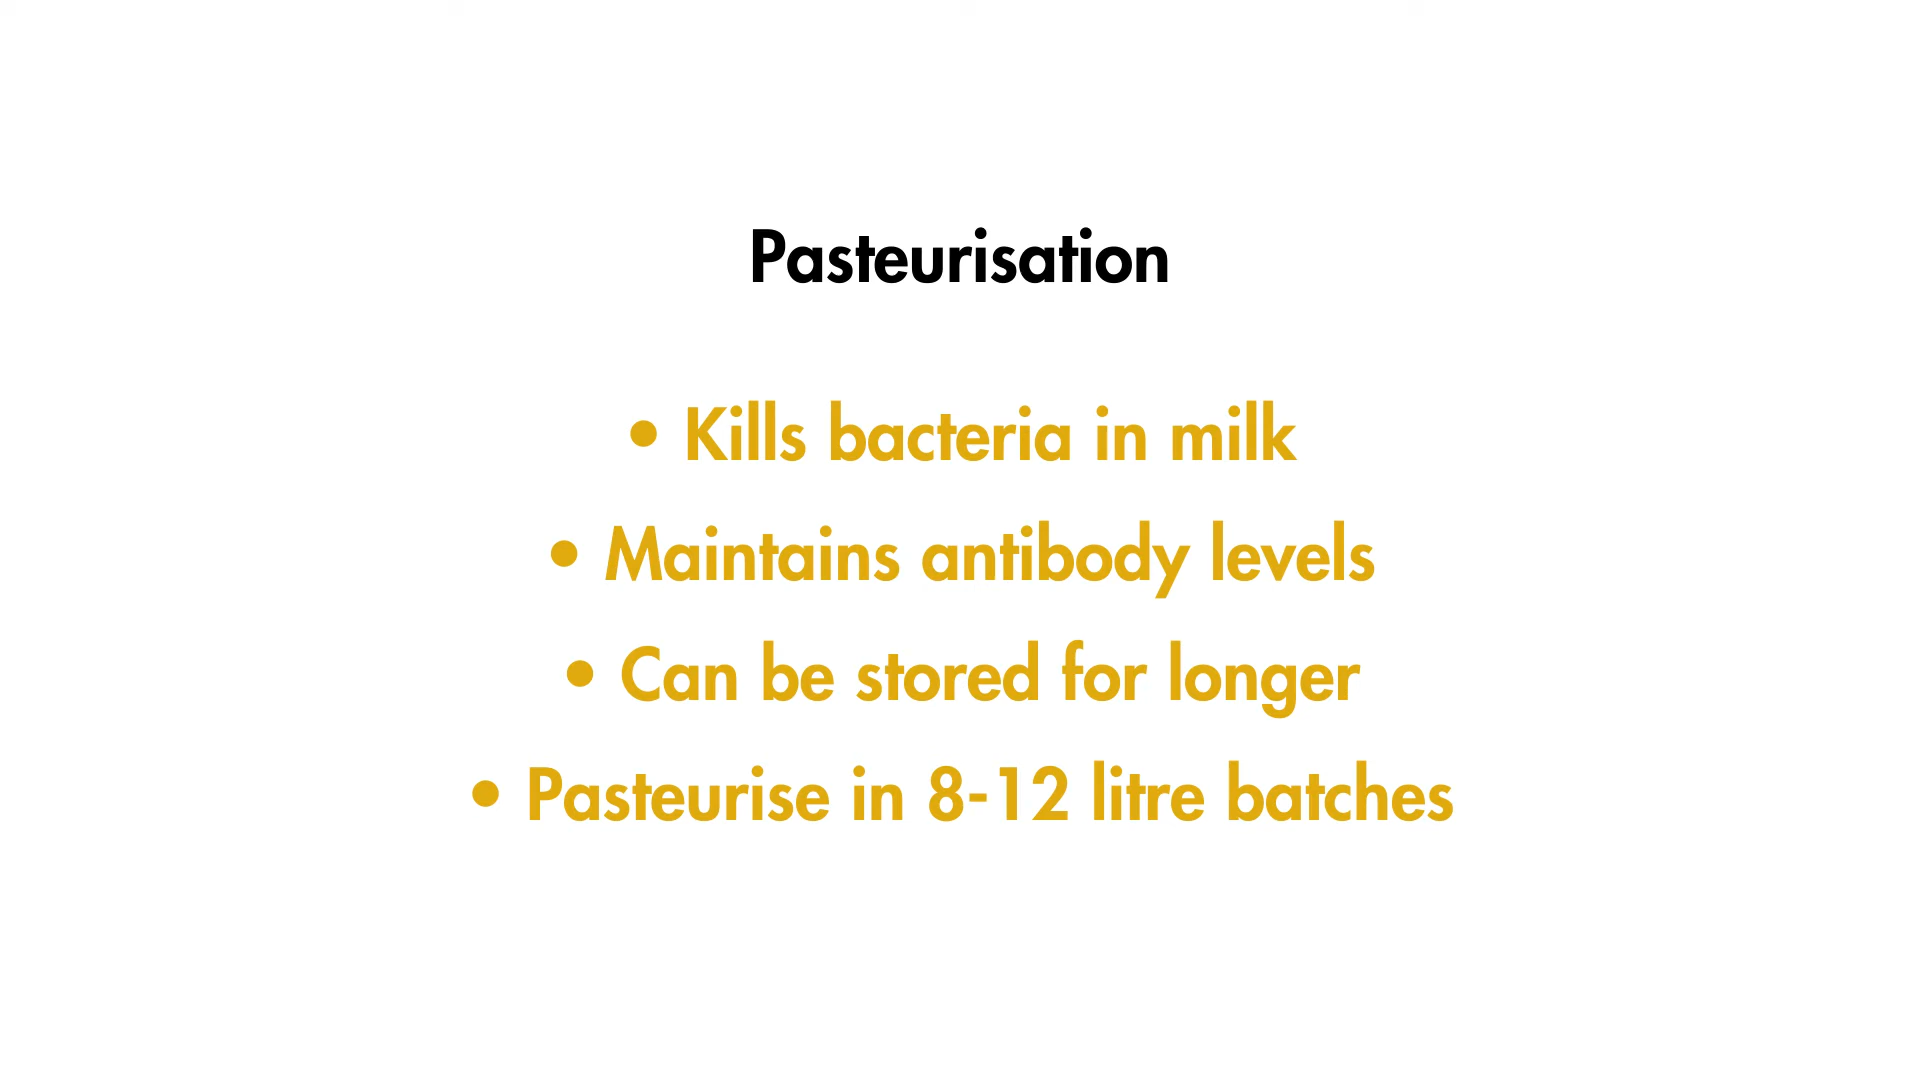 Pasteurisation
• Kills bacteria in milk
• Maintains antibody levels
• Can be stored for longer
• Pasteurise in 8-12 litre batches